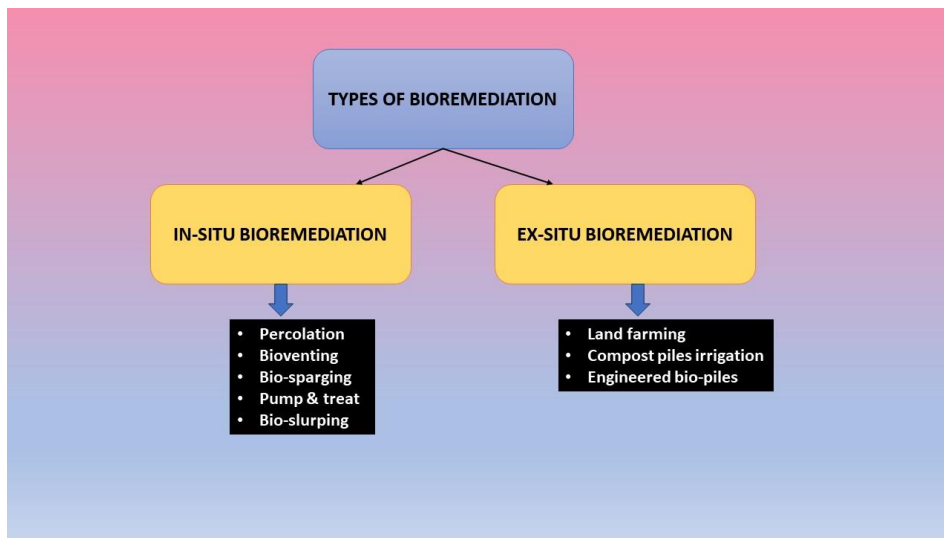 TYPES OF BIOREMEDIATION
IN-SITU BIOREMEDIATION
EX-SITU BIOREMEDIATION
• Percolation
• Bioventing
• Bio-sparging
• Pump & treat
• Bio-slurping
• Land farming
• Compost piles irrigation
• Engineered bio-piles